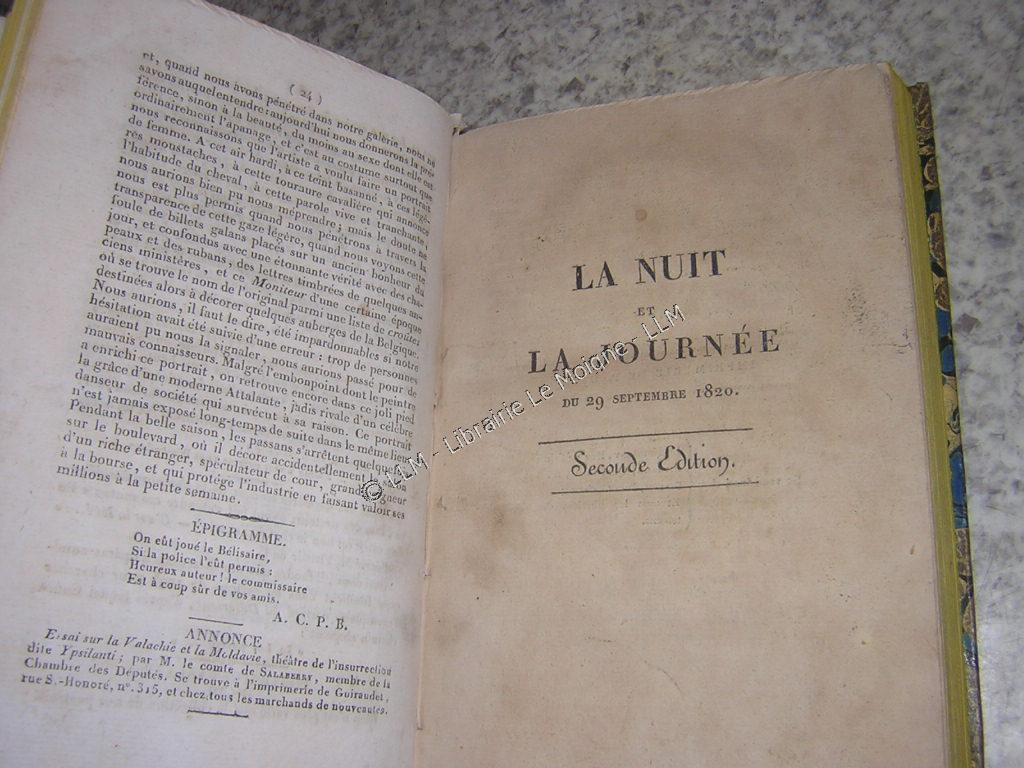 ( 24 )
et, quand nous avons pénétré dans notre galerie, nous ne
savons auquel entendre: aujourd'hui nous donnerons la pré-
férence, sinon à la beauté, du moins au sexe dont elle est
ordinairement l'apanage, et c'est au costume surtout que
nous reconnaissons que l'artiste a voulu faire un portrait
de femme. A cet air hardi, à ce teint basané, à ces légè-
res moustaches, à cette tournure cavalière qui annonce
l'habitude du cheval, à cette parole vive et tranchante,
nous aurions bien pu nous méprendre; mais le doute ne
nous est plus permis quand nous pénétrons à travers la
transparence de cette gaze légère, quand nous voyons cette
foule de billets galans placés sur un ancien bonheur du
jour, et confondus avec une étonnante vérité avec des cha-
peaux et des rubans, des lettres timbrées de quelques an-
ciens ministères, et ce Moniteur d'une certaine époque
où se trouve le nom de l'original parmi une liste de croûtes
destinées alors à décorer quelques auberges de la Belgique.
Nous aurions, il faut le dire, été impardonnables si notre
hésitation avait été suivie d'une erreur : trop de personnes
auraient pu nous la signaler, nous aurions passé pour de
mauvais connaisseurs. Malgré l'embonpoint dont le peintre
a enrichi ce portrait, on retrouve encore dans ce joli pied
la grâce d'une moderne Attalante, jadis rivale d'un célèbre
danseur de société qui survécut à sa raison. Ce portrait
n'est jamais exposé long-temps de suite dans le même lieu.
Pendant la belle saison, les passans s'arrêtent quelquefois
sur le boulevard, où il décore accidentellement le
d'un riche étranger, spéculateur de cour, grand
à la bourse, et qui protége l'industrie en faisant valoir ses
millions à la petite semaine.
ÉPIGRAMME.
On eût joué le Bélisaire,
Si la police l'eût permis :
Heureux auteur ! le commissaire
Est à coup sûr de vos amis.
A. C. P. B.
ANNONCE
Essai sur la Valachie et la Moldavie, théâtre de l'insurrection
dite Ypsilanti ; par M. le comte de SALABERRY, membre de la
Chambre des Députés. Se trouve à l'imprimerie de Guiraudet,
rue S.-Honoré, n°. 315, et chez tous les marchands de nouveautés.
LA NUIT
ET
LA JOURNÉE
DU 29 SEPTEMBRE 1820.
Seconde Edition.
© LLM - Librairie Le Moigne - LLM